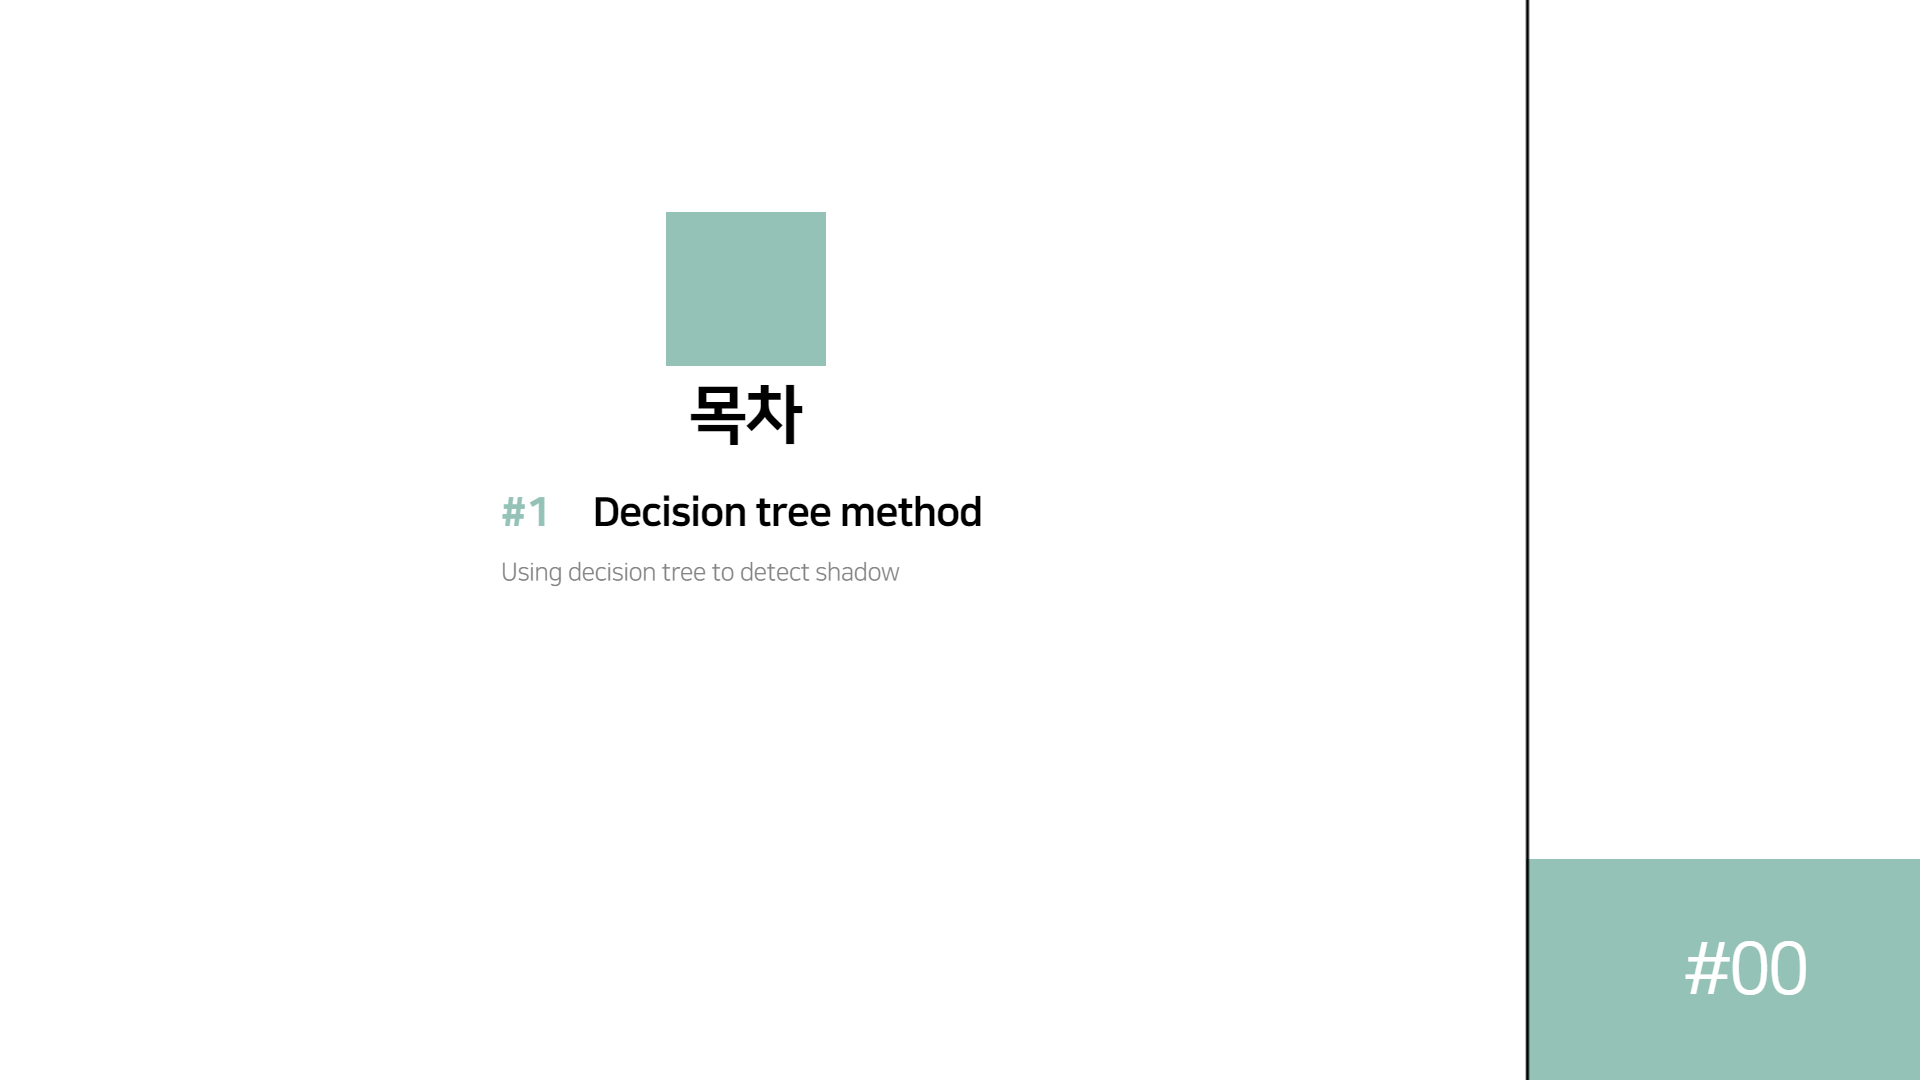 목차
#1 Decision tree method
Using decision tree to detect shadow
#00